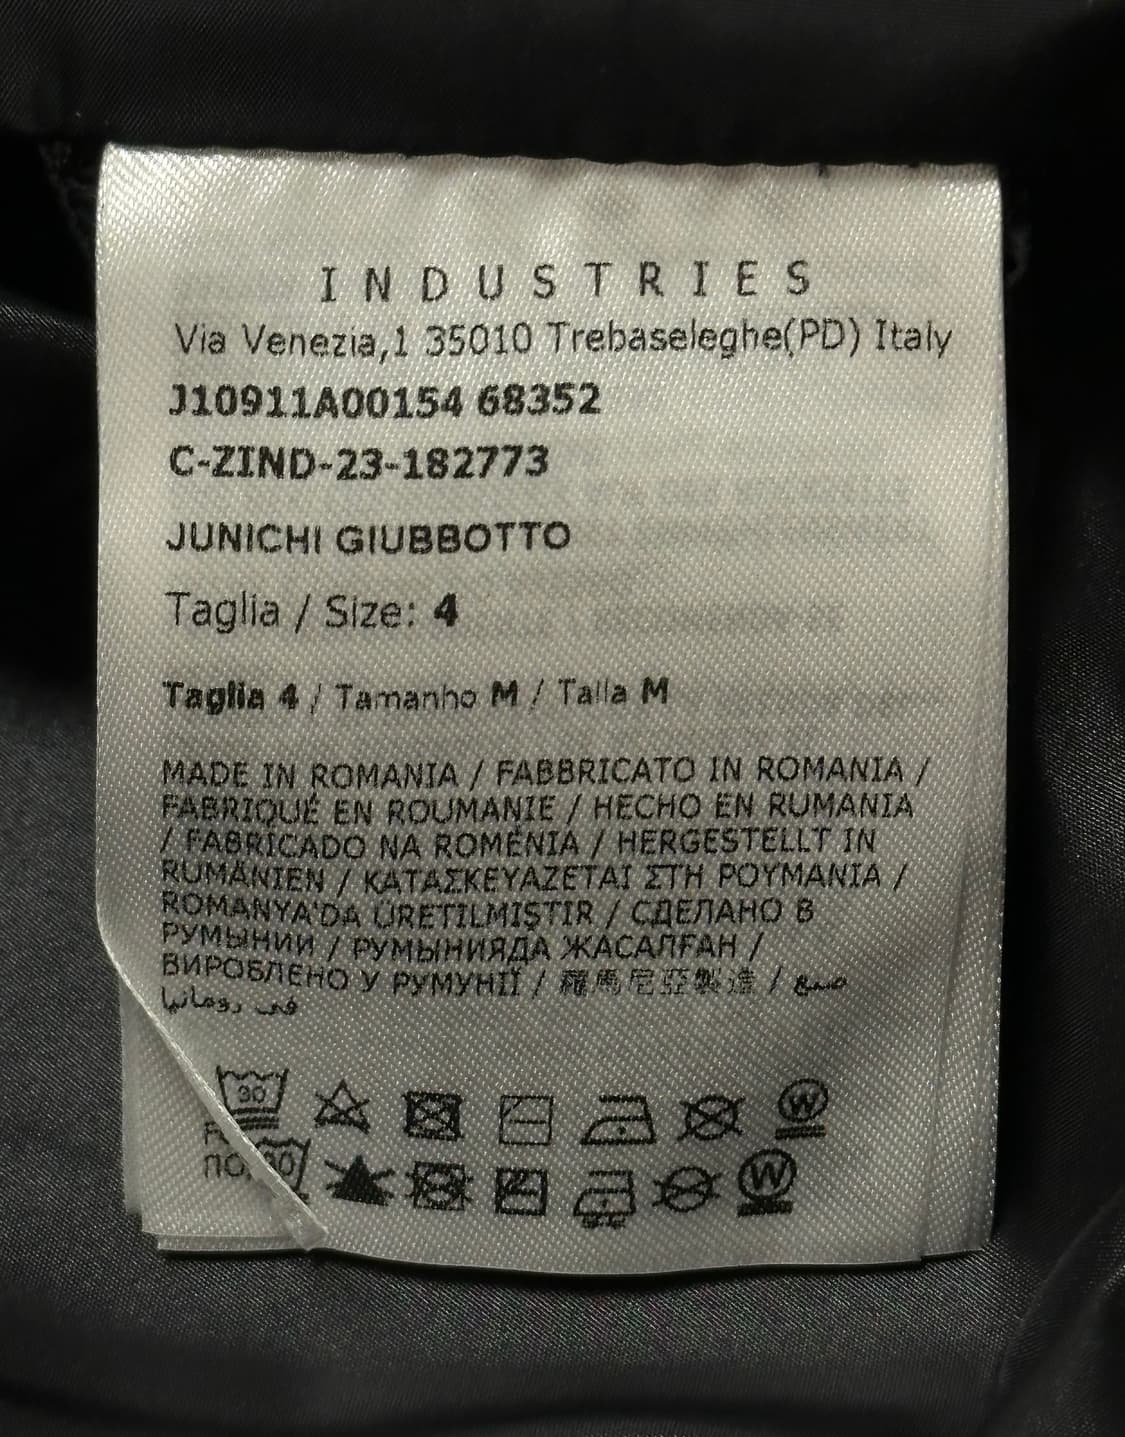 INDUSTRIES
Via Venezia,1 35010 Trebaseleghe(PD) Italy
J10911A00154 68352
C-ZIND-23-182773
JUNICHI GIUBBOTTO
Taglia / Size: 4
Taglia 4 / Tamanho M / Talla M
MADE IN ROMANIA / FABBRICATO IN ROMANIA /
FABRIQUÉ EN ROUMANIE / HECHO EN RUMANIA
/ FABRICADO NA ROMÉNIA / HERGESTELLT IN
RUMÄNIEN / ΚΑΤΑΣΚΕΥΑΖΕΤΑΙ ΣΤΗ ΡΟΥΜΑΝΙΑ /
ROMANYA'DA ÜRETILMIŞTIR / СДЕЛАНО В
РУМЫНИИ / РУМЫНИЯДА ЖАСАЛҒАН /
ВИРОБЛЕНО У РУМУНІЇ / 羅馬尼亞製造 / صنع
في رومانيا
30 W
30 W